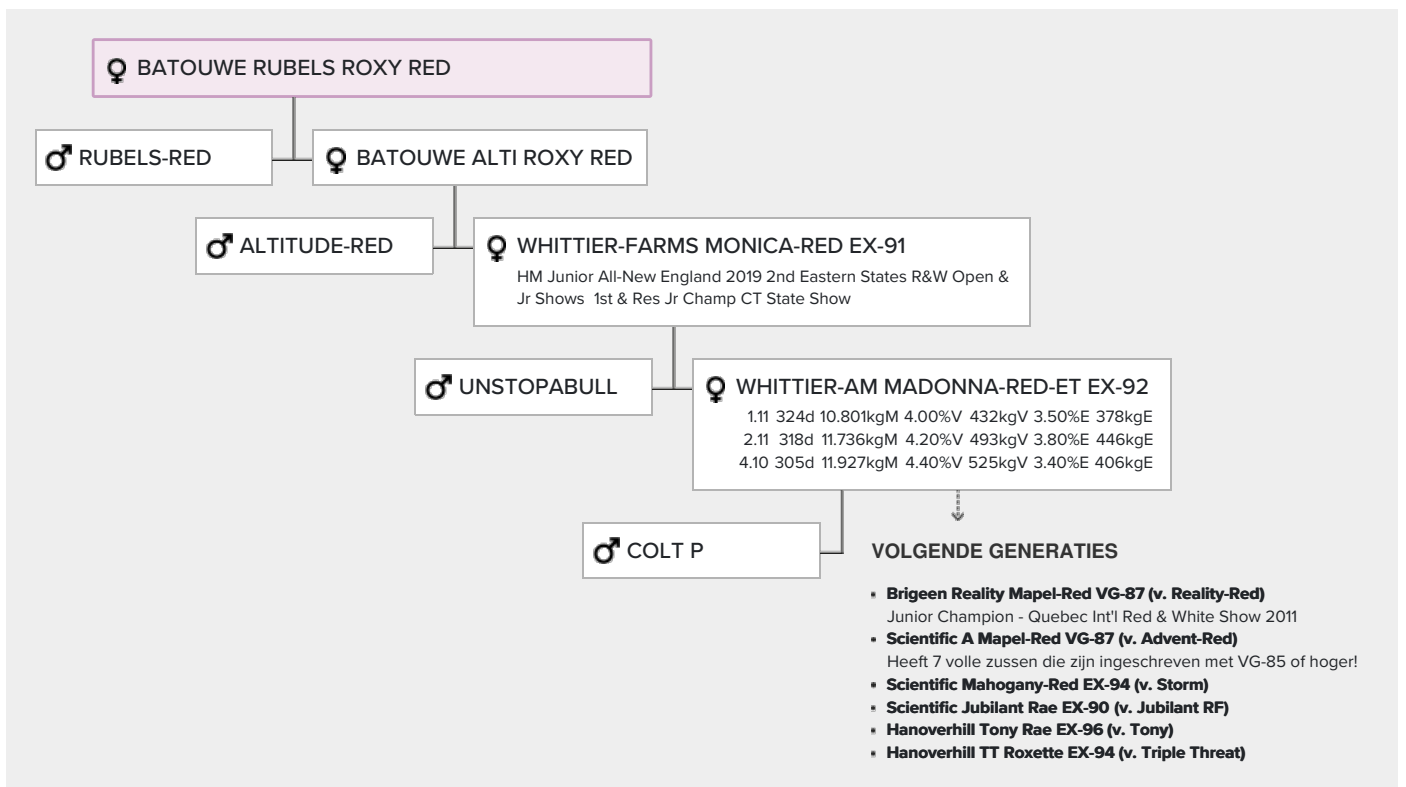 BATOUWE RUBELS ROXY RED
RUBELS-RED
BATOUWE ALTI ROXY RED
ALTITUDE-RED
WHITTIER-FARMS MONICA-RED EX-91
HM Junior All-New England 2019 2nd Eastern States R&W Open &
Jr Shows 1st & Res Jr Champ CT State Show
UNSTOPABULL
WHITTIER-AM MADONNA-RED-ET EX-92
1.11 324d 10.801kgM 4.00%V 432kgV 3.50%E 378kgE
2.11 318d 11.736kgM 4.20%V 493kgV 3.80%E 446kgE
4.10 305d 11.927kgM 4.40%V 525kgV 3.40%E 406kgE
COLT P
VOLGENDE GENERATIES
Brigeen Reality Mapel-Red VG-87 (v. Reality-Red)
Junior Champion - Quebec Int'l Red & White Show 2011
Scientific A Mapel-Red VG-87 (v. Advent-Red)
Heeft 7 volle zussen die zijn ingeschreven met VG-85 of hoger!
Scientific Mahogany-Red EX-94 (v. Storm)
Scientific Jubilant Rae EX-90 (v. Jubilant RF)
Hanoverhill Tony Rae EX-96 (v. Tony)
Hanoverhill TT Roxette EX-94 (v. Triple Threat)